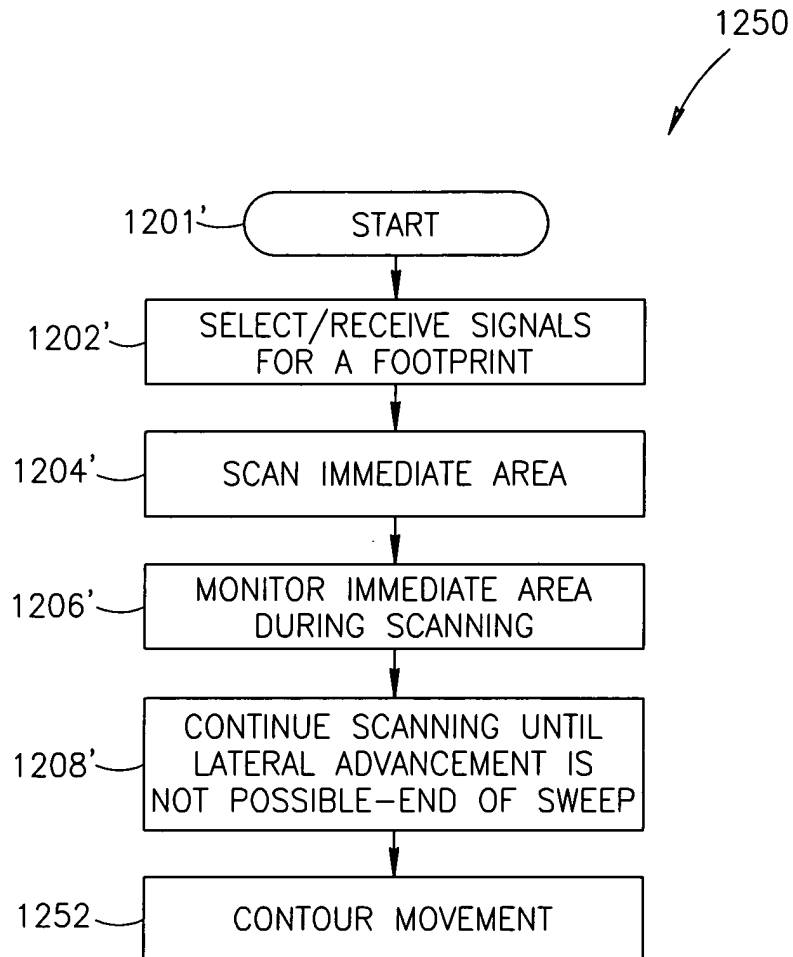 1250
1201'
START
1202'
SELECT/RECEIVE SIGNALS
FOR A FOOTPRINT
1204'
SCAN IMMEDIATE AREA
1206'
MONITOR IMMEDIATE AREA
DURING SCANNING
1208'
CONTINUE SCANNING UNTIL
LATERAL ADVANCEMENT IS
NOT POSSIBLE-END OF SWEEP
1252
CONTOUR MOVEMENT